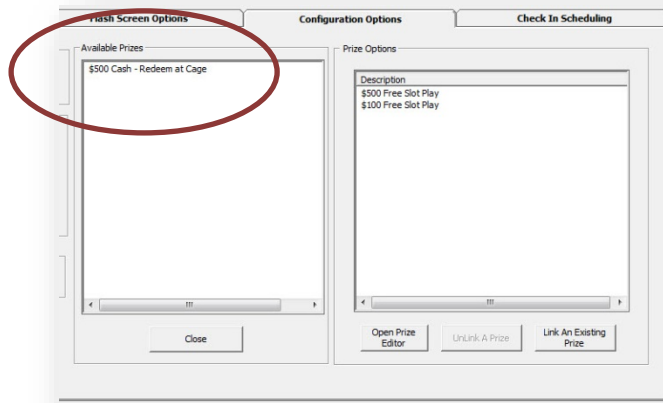 Flash Screen Options
Configuration Options
Check In Scheduling
Available Prizes
$500 Cash - Redeem at Cage
Close
Prize Options
Description
$500 Free Slot Play
$100 Free Slot Play
Open Prize
Editor
UnLink A Prize
Link An Existing
Prize